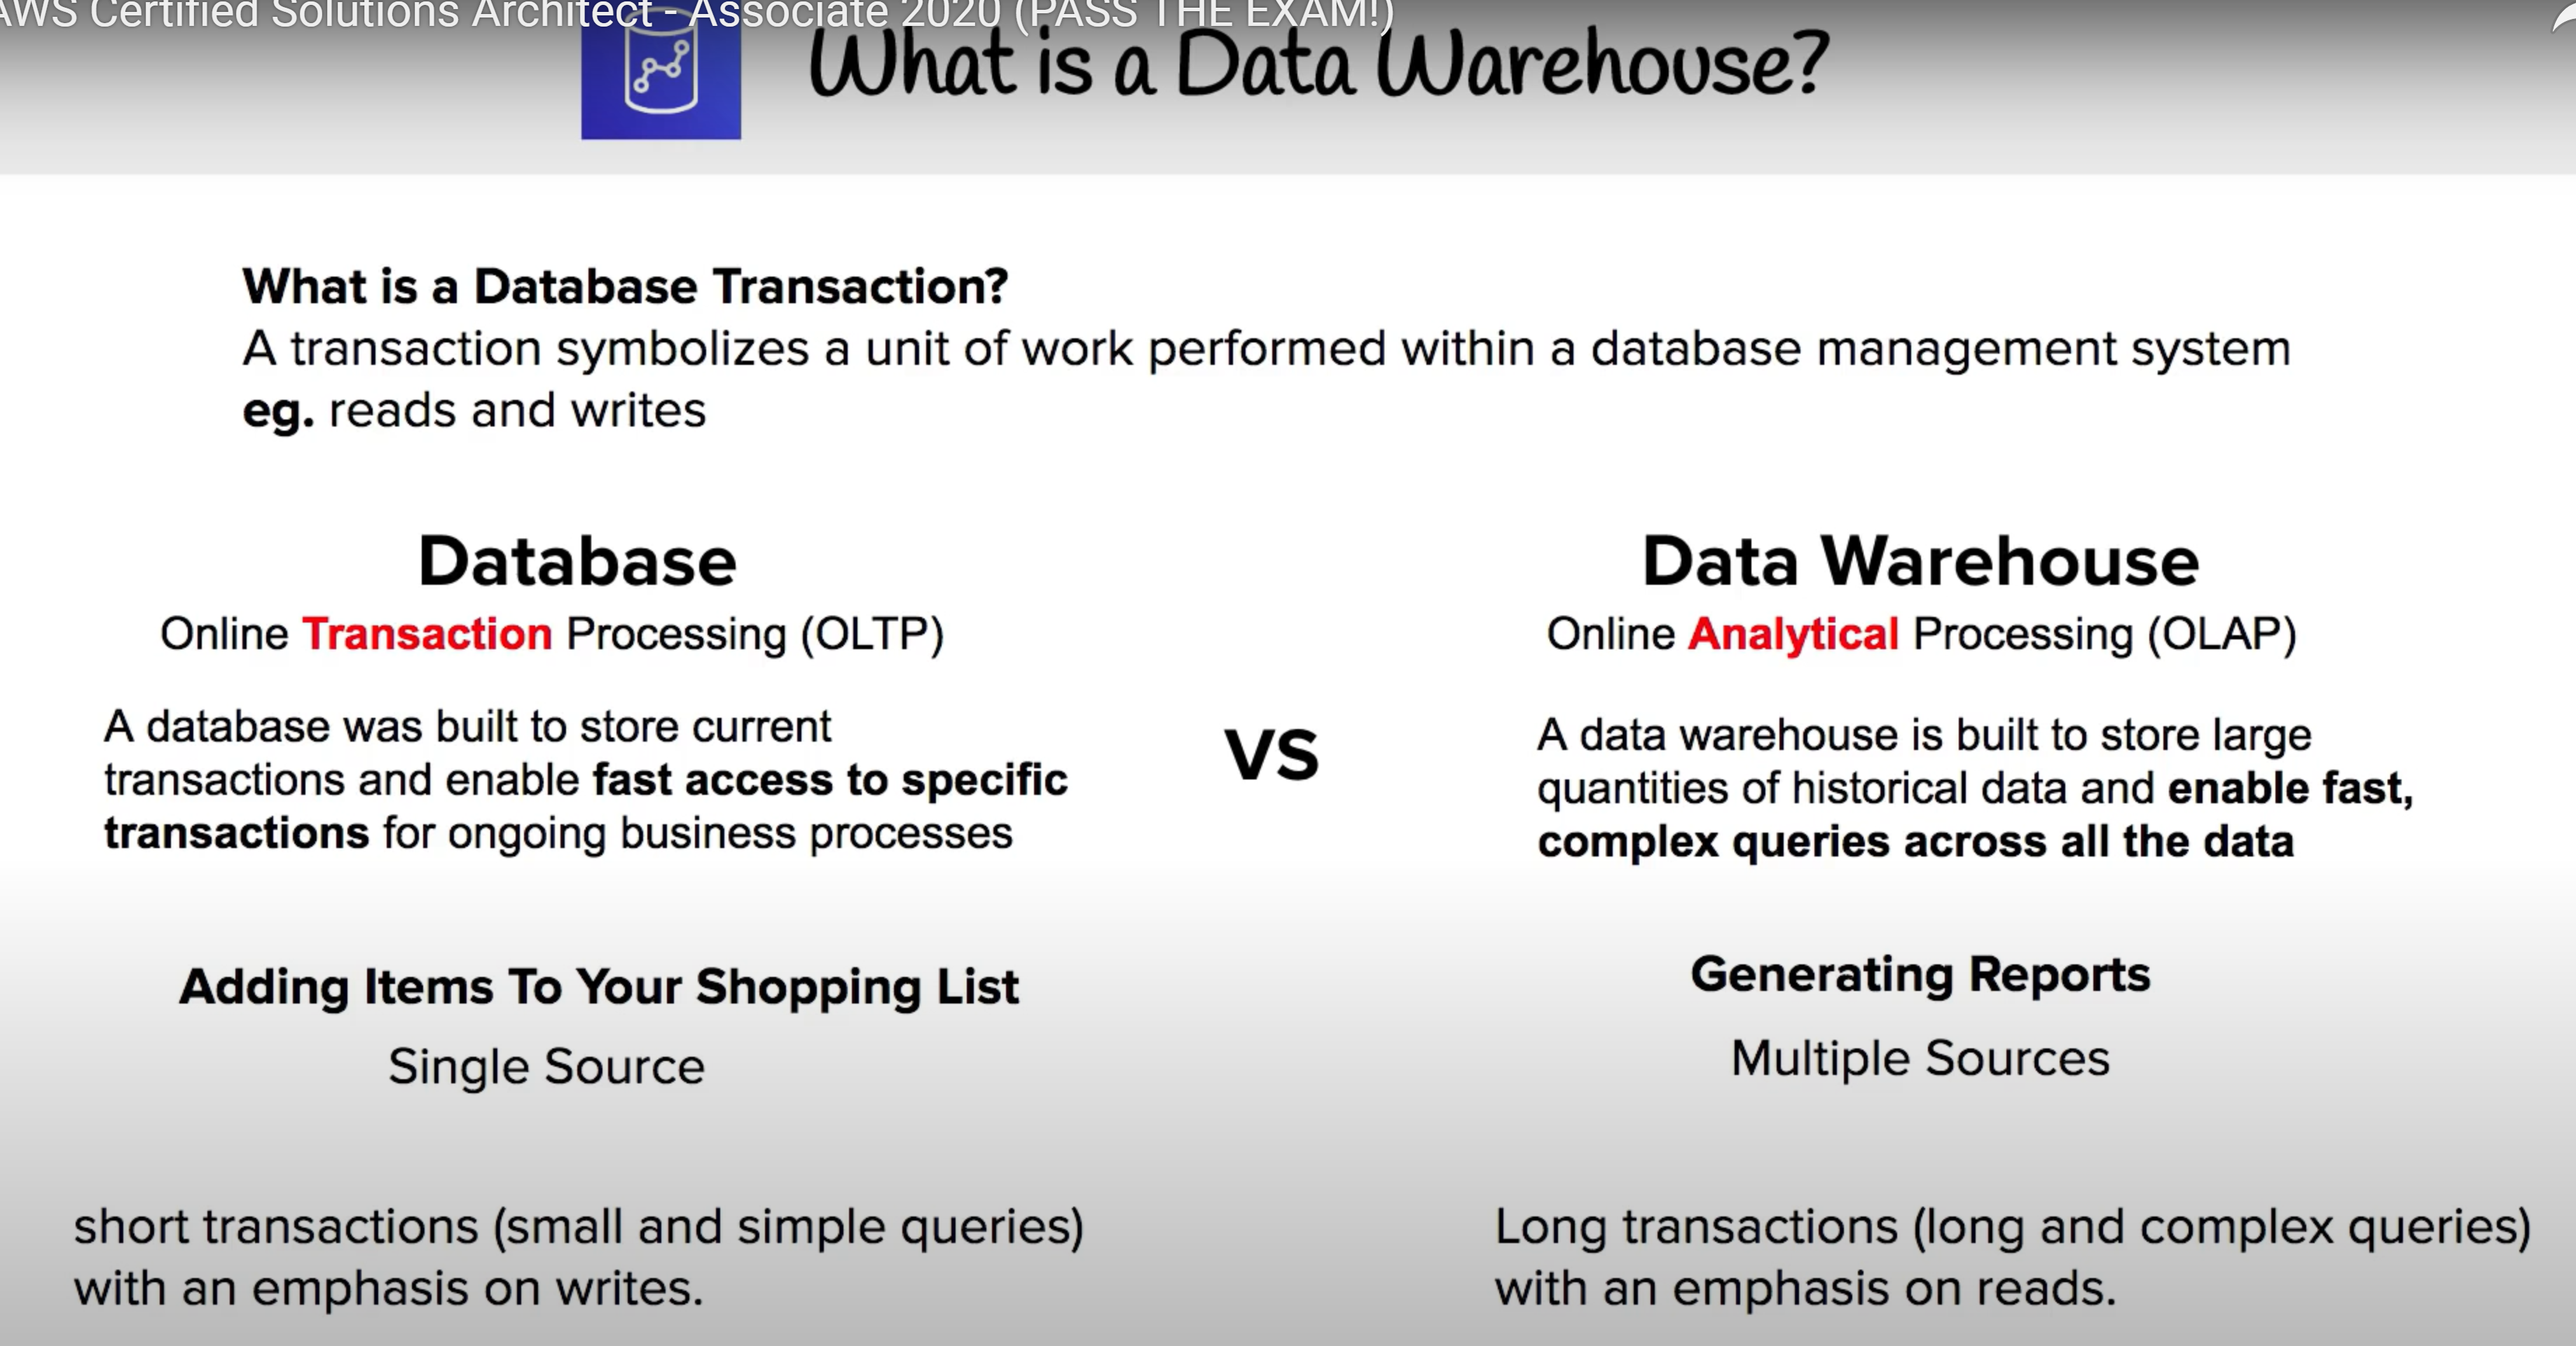 AWS Certified Solutions Architect - Associate 2020 (PASS THE EXAM!)
What is a Data Warehouse?
What is a Database Transaction?
A transaction symbolizes a unit of work performed within a database management system
eg. reads and writes
Database
Online Transaction Processing (OLTP)
A database was built to store current
transactions and enable fast access to specific
transactions for ongoing business processes
Adding Items To Your Shopping List
Single Source
short transactions (small and simple queries)
with an emphasis on writes.
VS
Data Warehouse
Online Analytical Processing (OLAP)
A data warehouse is built to store large
quantities of historical data and enable fast,
complex queries across all the data
Generating Reports
Multiple Sources
Long transactions (long and complex queries)
with an emphasis on reads.